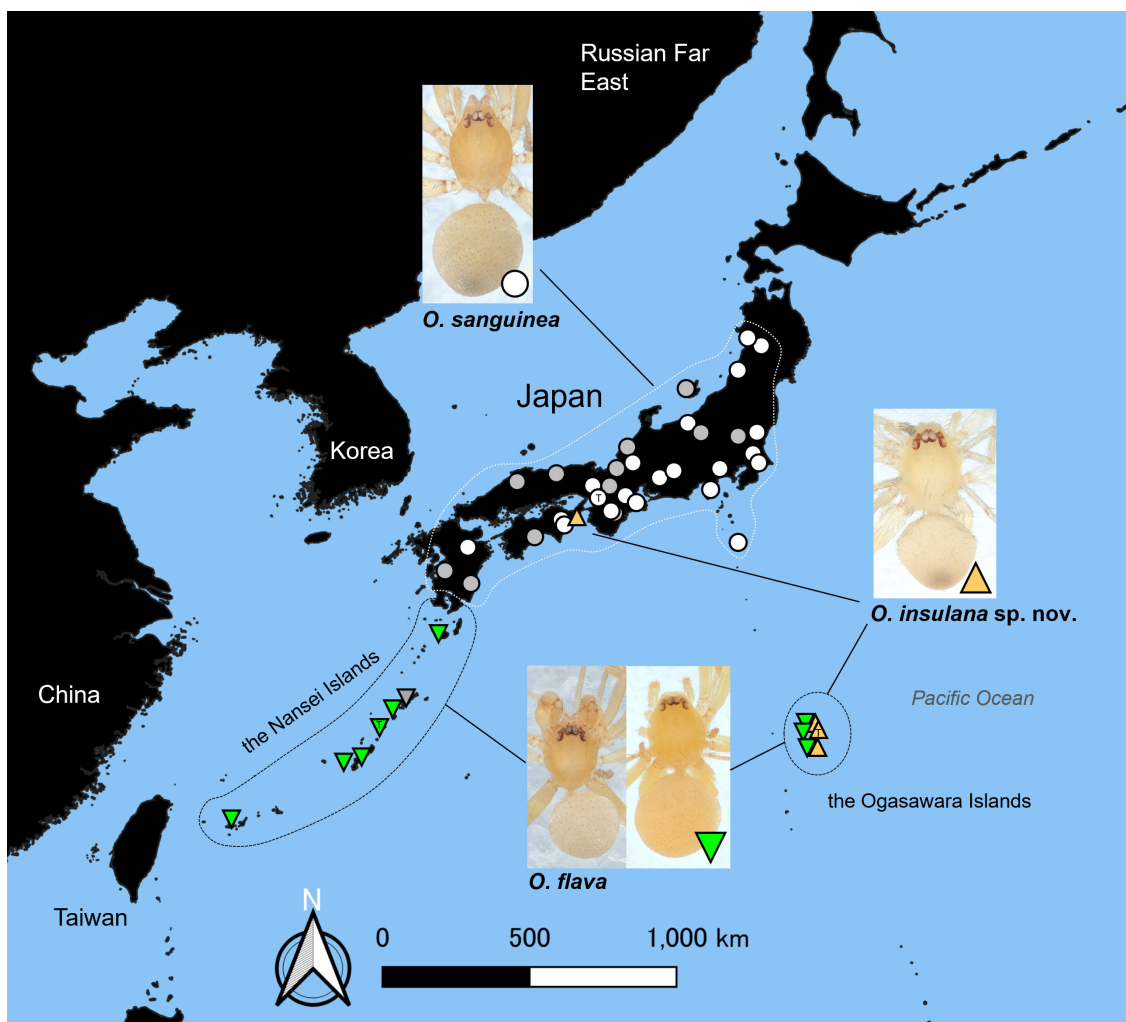 Russian Far
East
O. sanguinea
Japan
Korea
T
O. insulana sp. nov.
China
the Nansei Islands
Pacific Ocean
T
T
the Ogasawara Islands
O. flava
Taiwan
N
0 500 1,000 km